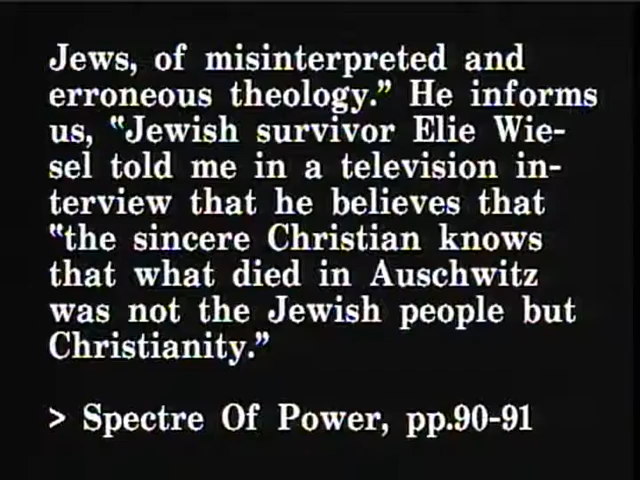 Jews, of misinterpreted and
erroneous theology.” He informs
us, “Jewish survivor Elie Wie-
sel told me in a television in-
terview that he believes that
“the sincere Christian knows
that what died in Auschwitz
was not the Jewish people but
Christianity.”
> Spectre Of Power, pp.90-91